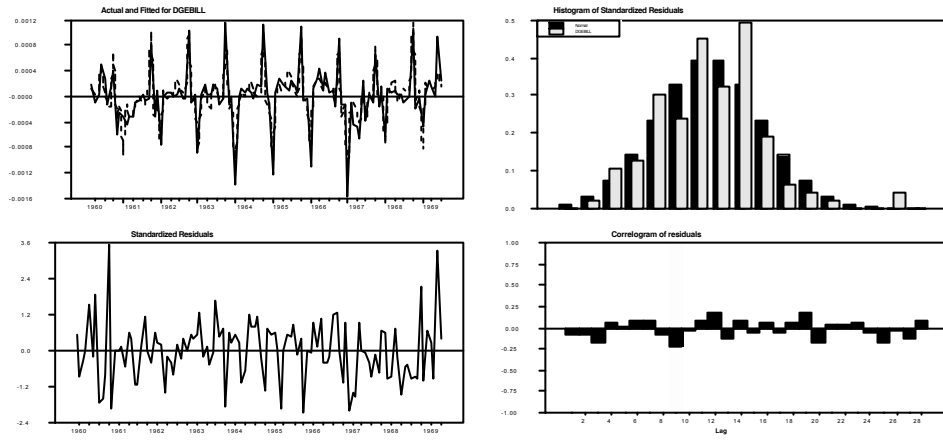 Actual and Fitted for DGEBILL
0.0012
0.0004
-0.0000
-0.0004
-0.0008
-0.0016
1960 1961 1962 1963 1964 1965 1966 1967 1968 1969
Histogram of Standardized Residuals
Normal
DGEBILL
0.5
0.4
0.3
0.2
0.1
0.0
Standardized Residuals
3.6
2.4
1.2
0.0
-1.2
-2.4
1960 1961 1962 1963 1964 1965 1966 1967 1968 1969
Correlogram of residuals
1.00
0.75
0.50
0.25
0.00
-0.25
-0.50
-0.75
-1.00
2 4 6 8 10 12 14 16 18 20 22 24 26 28
Lag